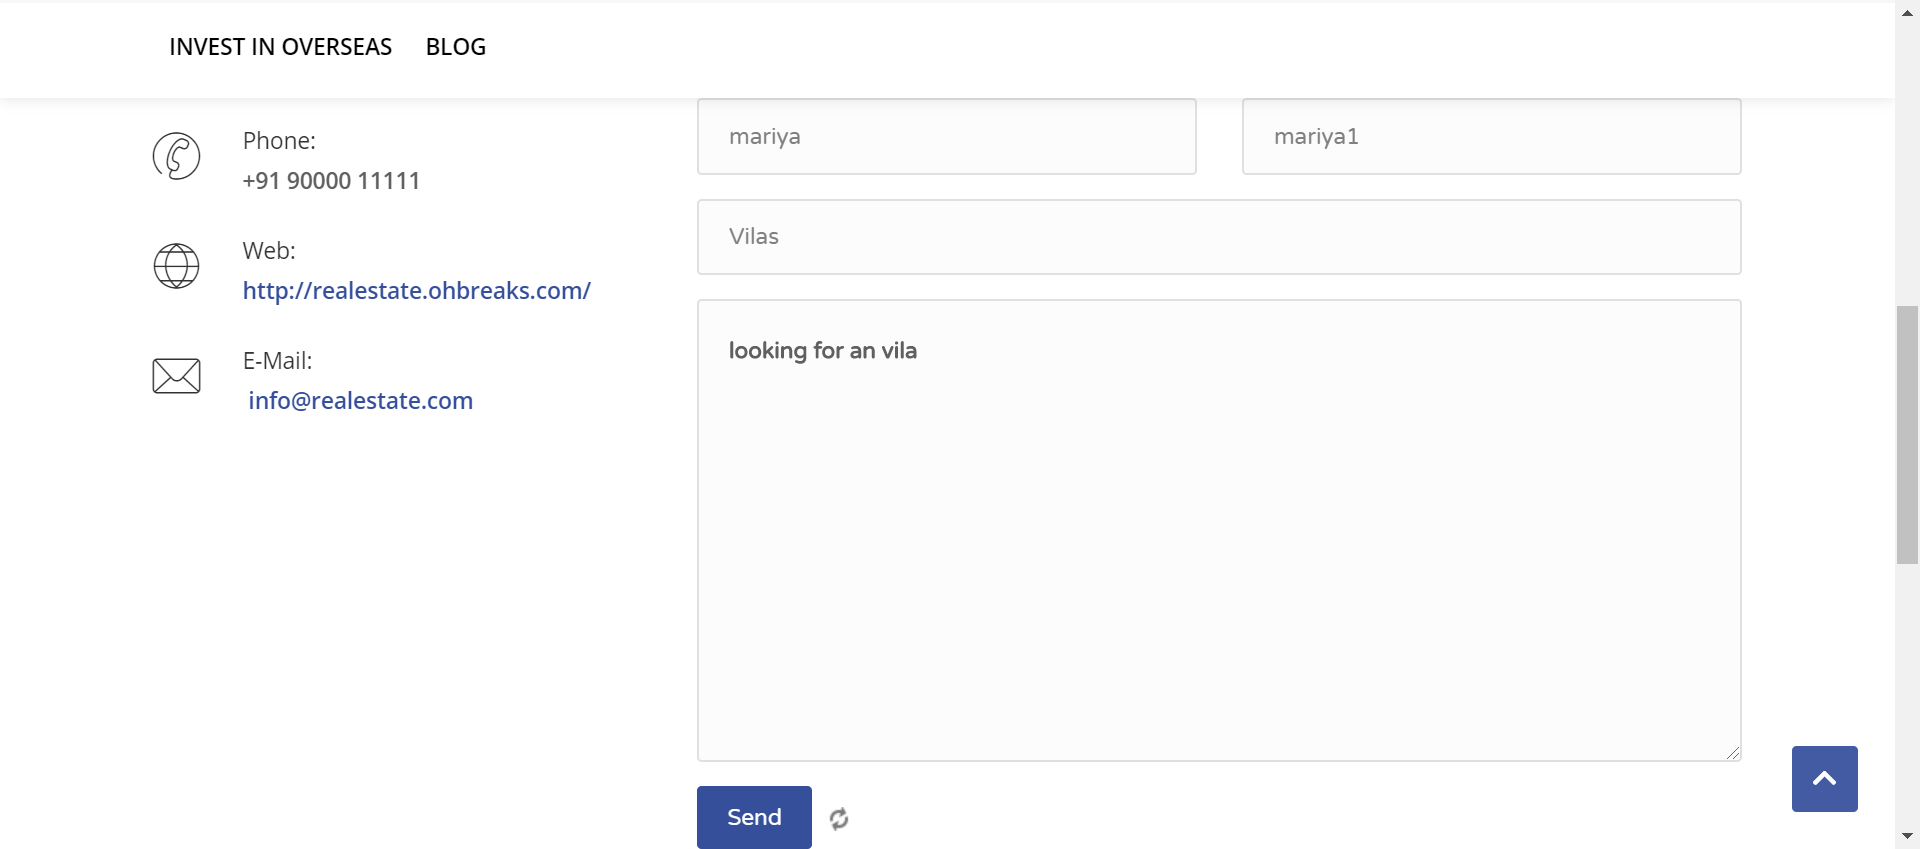 INVEST IN OVERSEAS BLOG
Phone:
+91 90000 11111
Web:
http://realestate.ohbreaks.com/
E-Mail:
info@realestate.com
mariya
mariya1
Vilas
looking for an vila
Send